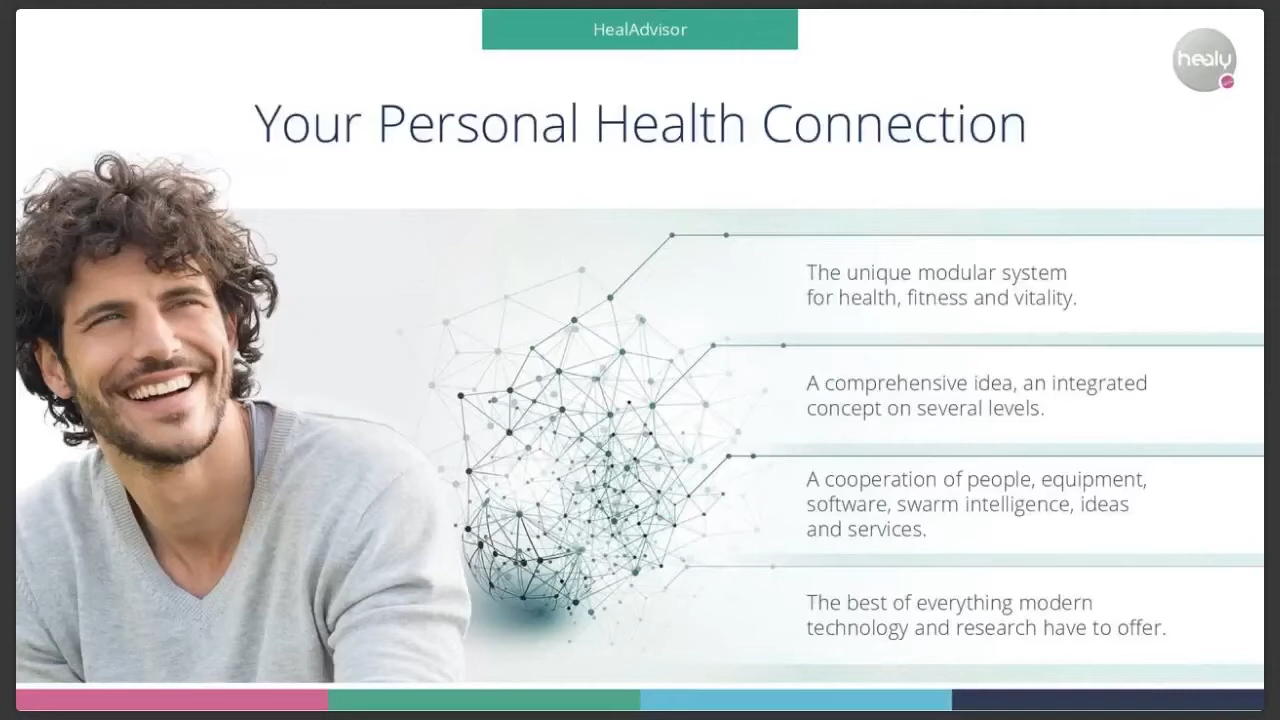 HealAdvisor
healy
Your Personal Health Connection
The unique modular system
for health, fitness and vitality.
A comprehensive idea, an integrated
concept on several levels.
A cooperation of people, equipment,
software, swarm intelligence, ideas
and services.
The best of everything modern
technology and research have to offer.